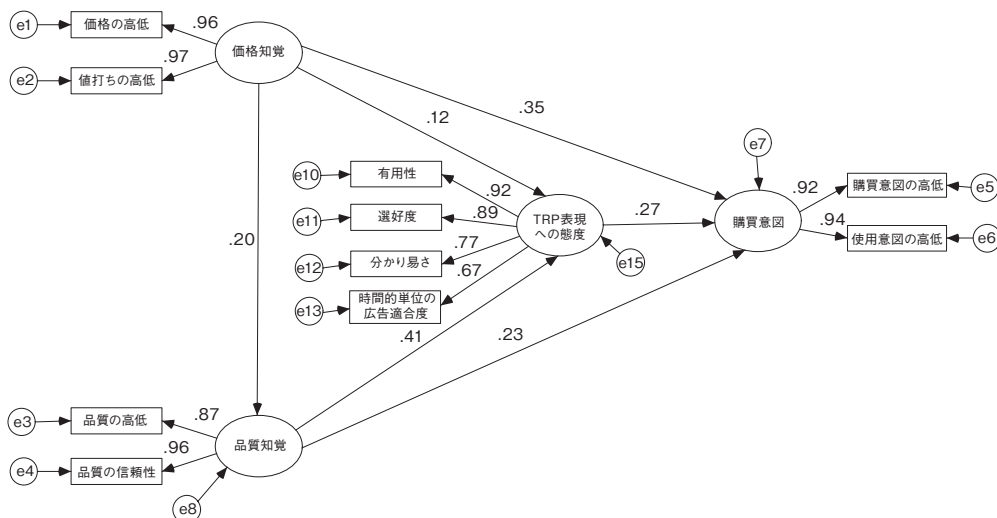 e1
価格の高低
.96
e2
値打ちの高低
.97
価格知覚
.35
.12
e7
e10
有用性
.92
e11
選好度
.89
TRP表現
への態度
.27
購買意図
.92
購買意図の高低
e5
.94
使用意図の高低
e6
e12
分かり易さ
.77
e15
e13
時間的単位の
広告適合度
.67
.20
.41
.23
e3
品質の高低
.87
品質知覚
e4
品質の信頼性
.96
e8